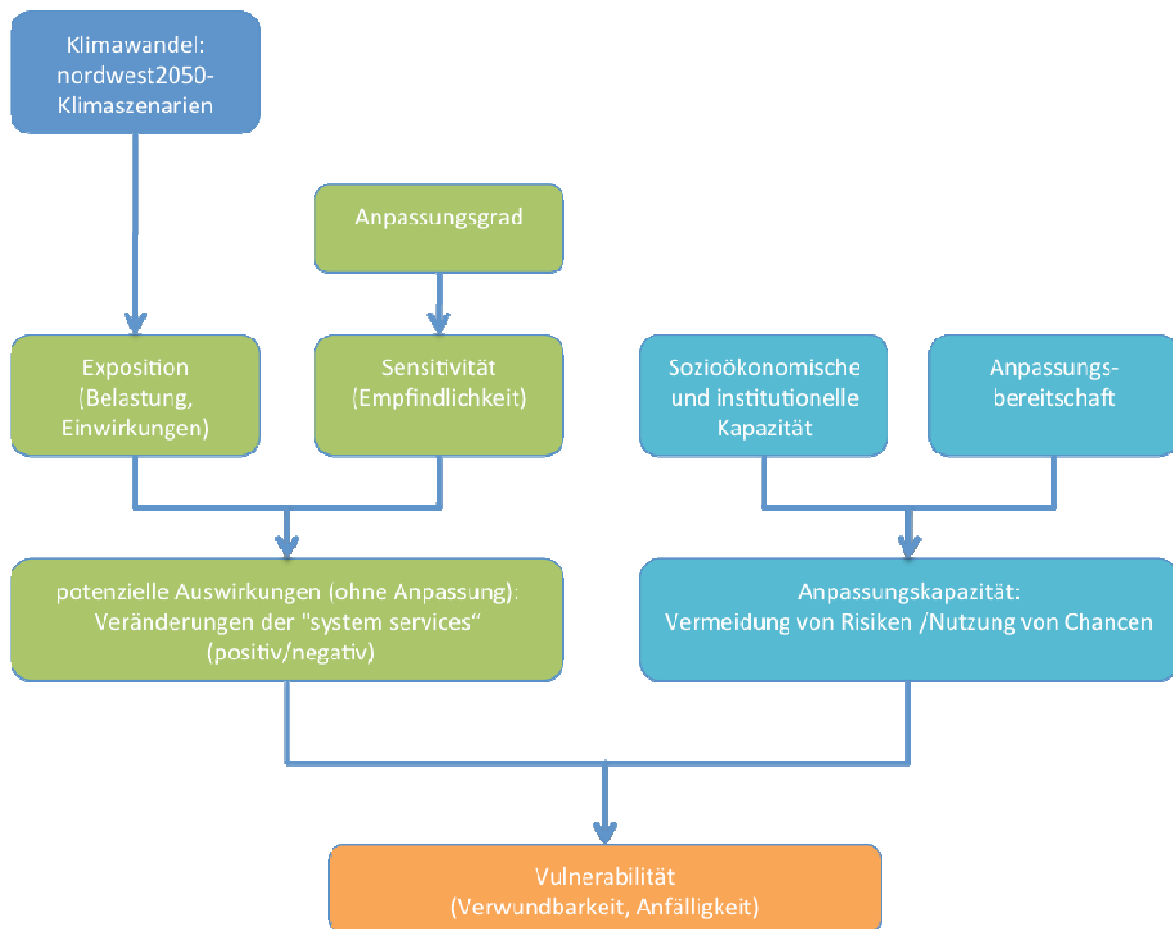 Klimawandel:
nordwest2050-
Klimaszenarien
Anpassungsgrad
Exposition
(Belastung,
Einwirkungen)
Sensitivität
(Empfindlichkeit)
Sozioökonomische
und institutionelle
Kapazität
Anpassungs-
bereitschaft
potenzielle Auswirkungen (ohne Anpassung):
Veränderungen der "system services“
(positiv/negativ)
Anpassungskapazität:
Vermeidung von Risiken /Nutzung von Chancen
Vulnerabilität
(Verwundbarkeit, Anfälligkeit)